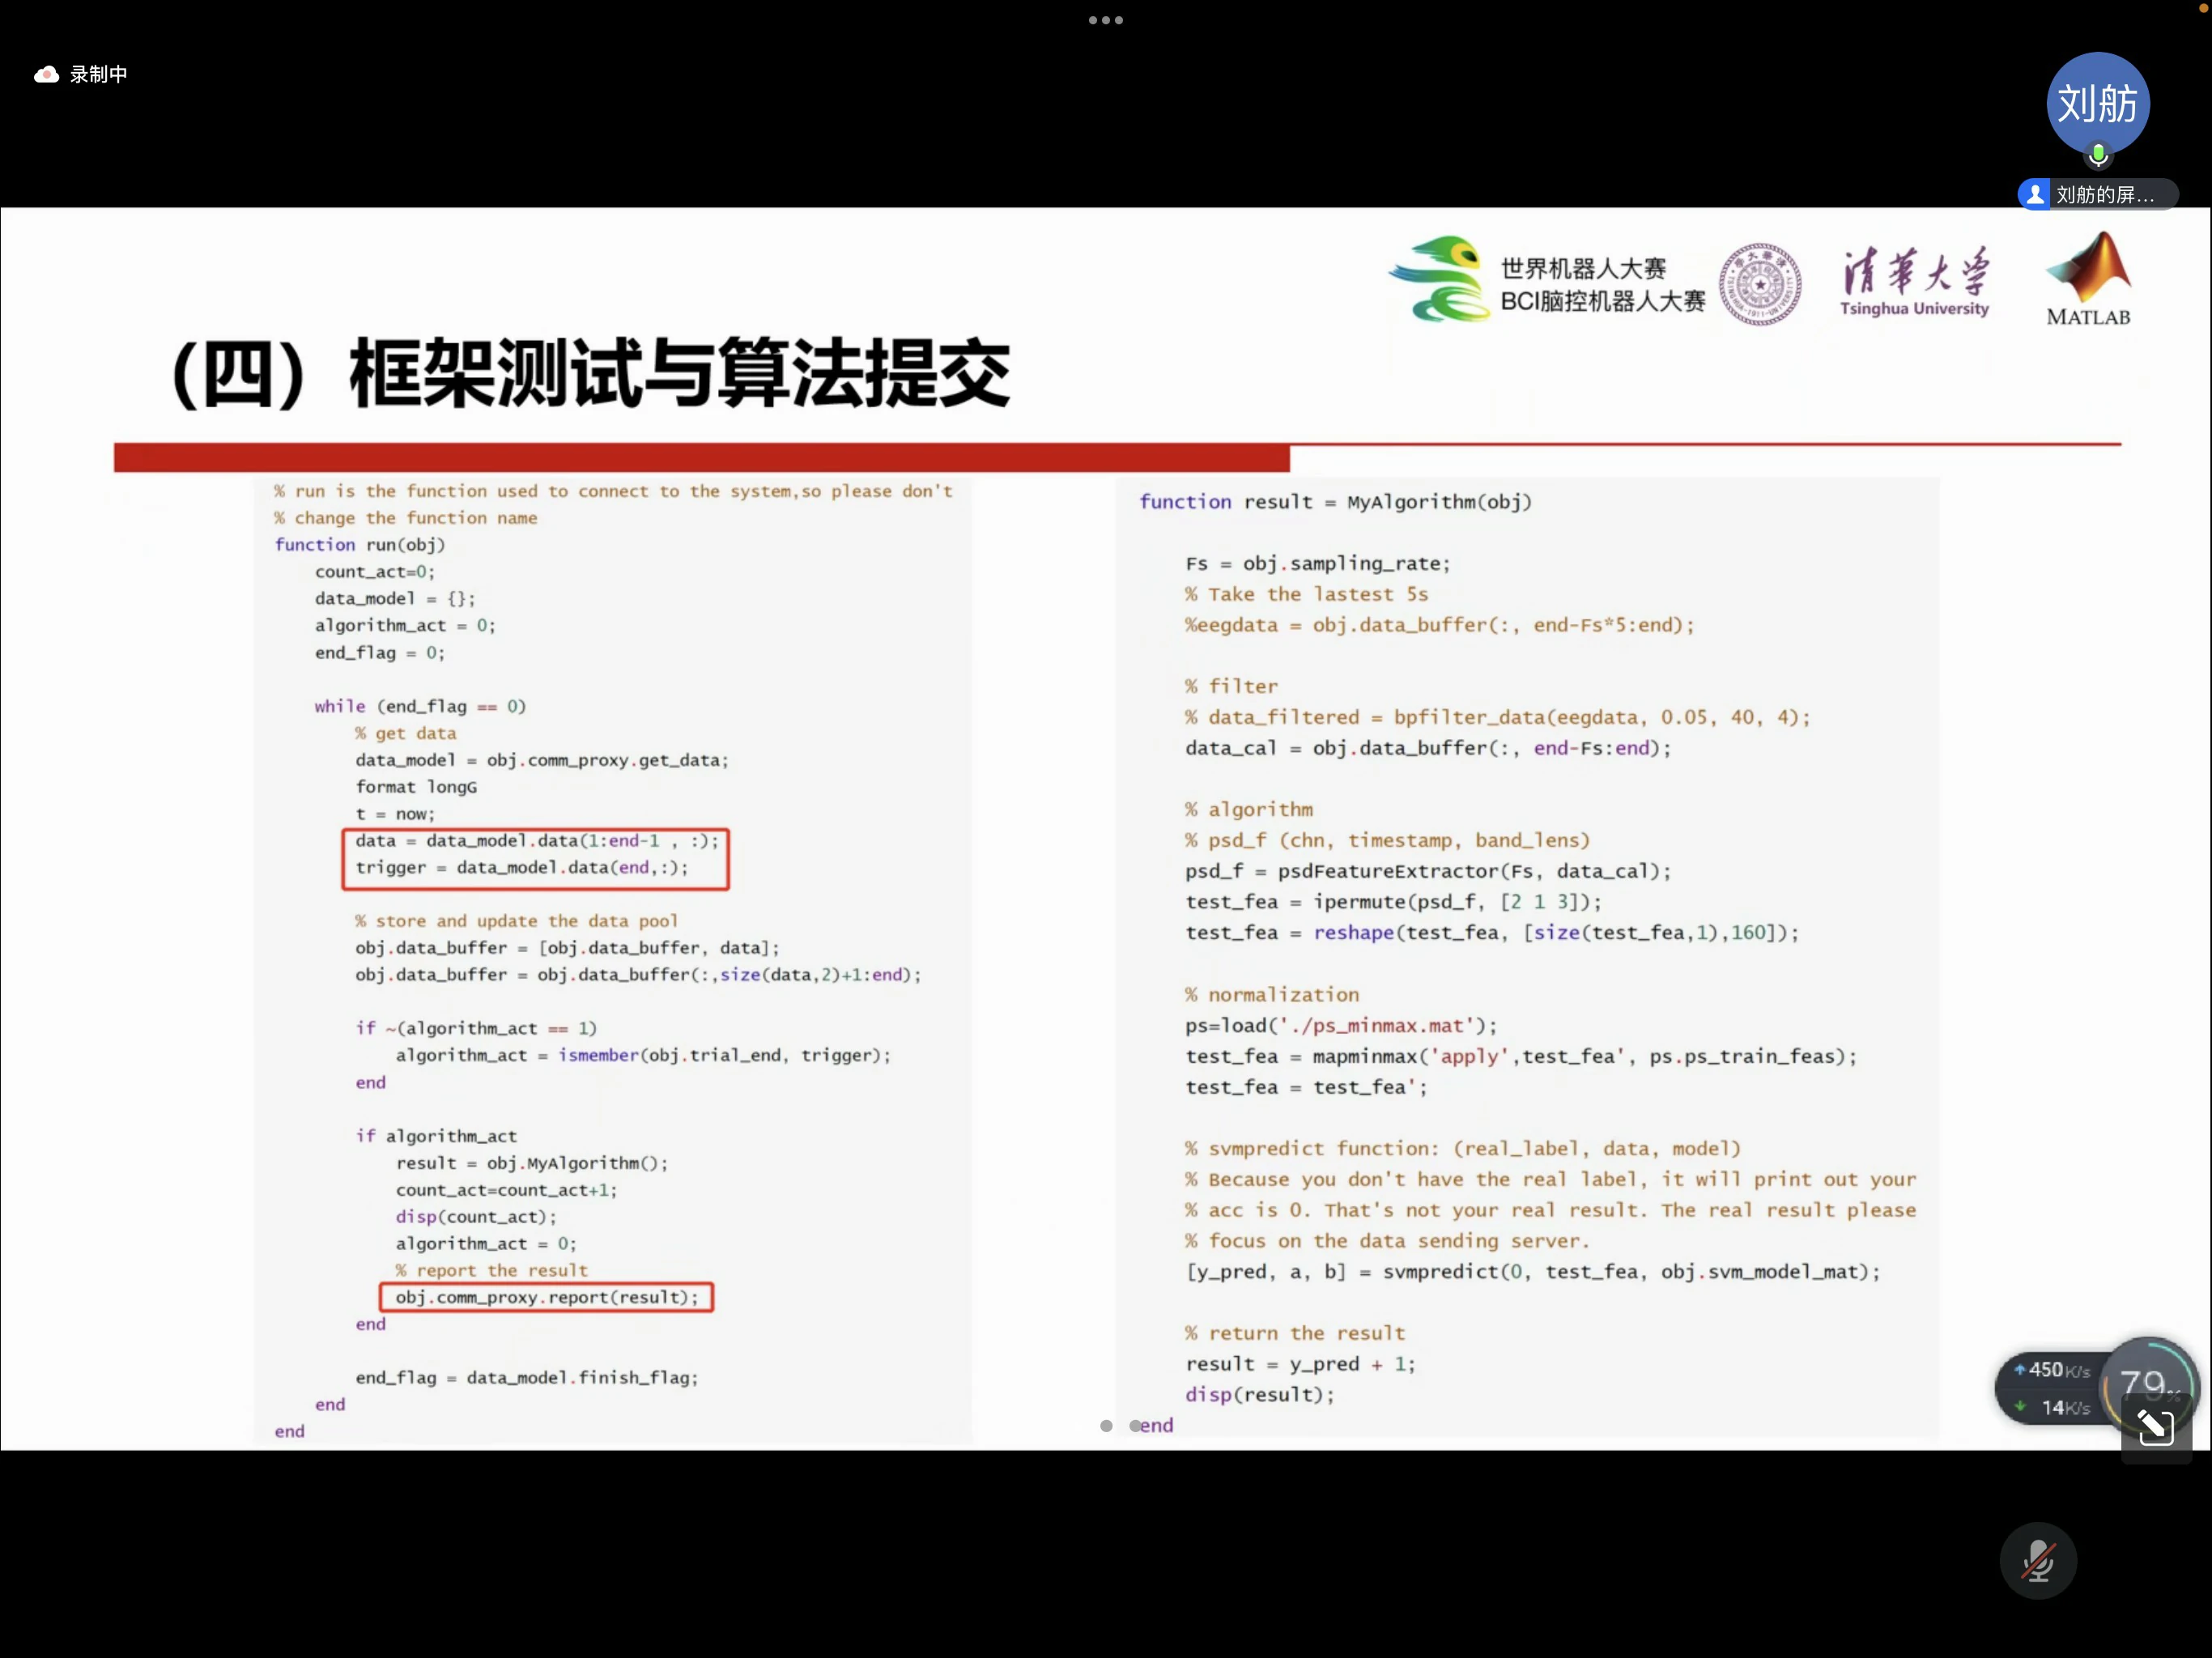 录制中
刘舫
刘舫的屏...
世界机器人大赛
BCI脑控机器人大赛
清华大学
Tsinghua University
MATLAB
(四) 框架测试与算法提交
% run is the function used to connect to the system,so please don't
% change the function name
function run(obj)
count_act=0;
data_model = {};
algorithm_act = 0;
end_flag = 0;
while (end_flag == 0)
% get data
data_model = obj.comm_proxy.get_data;
format longG
t = now;
data = data_model.data(1:end-1 , :);
trigger = data_model.data(end,:);
% store and update the data pool
obj.data_buffer = [obj.data_buffer, data];
obj.data_buffer = obj.data_buffer(:,size(data,2)+1:end);
if ~(algorithm_act == 1)
algorithm_act = ismember(obj.trial_end, trigger);
end
if algorithm_act
result = obj.MyAlgorithm();
count_act=count_act+1;
disp(count_act);
algorithm_act = 0;
% report the result
obj.comm_proxy.report(result);
end
end_flag = data_model.finish_flag;
end
end
function result = MyAlgorithm(obj)
Fs = obj.sampling_rate;
% Take the lastest 5s
%eegdata = obj.data_buffer(:, end-Fs*5:end);
% filter
% data_filtered = bpfilter_data(eegdata, 0.05, 40, 4);
data_cal = obj.data_buffer(:, end-Fs:end);
% algorithm
% psd_f (chn, timestamp, band_lens)
psd_f = psdFeatureExtractor(Fs, data_cal);
test_fea = ipermute(psd_f, [2 1 3]);
test_fea = reshape(test_fea, [size(test_fea,1),160]);
% normalization
ps=load('./ps_minmax.mat');
test_fea = mapminmax('apply',test_fea', ps.ps_train_feas);
test_fea = test_fea';
% svmpredict function: (real_label, data, model)
% Because you don't have the real label, it will print out your
% acc is 0. That's not your real result. The real result please
% focus on the data sending server.
[y_pred, a, b] = svmpredict(0, test_fea, obj.svm_model_mat);
% return the result
result = y_pred + 1;
disp(result);
end
450K/s
14K/s
79%